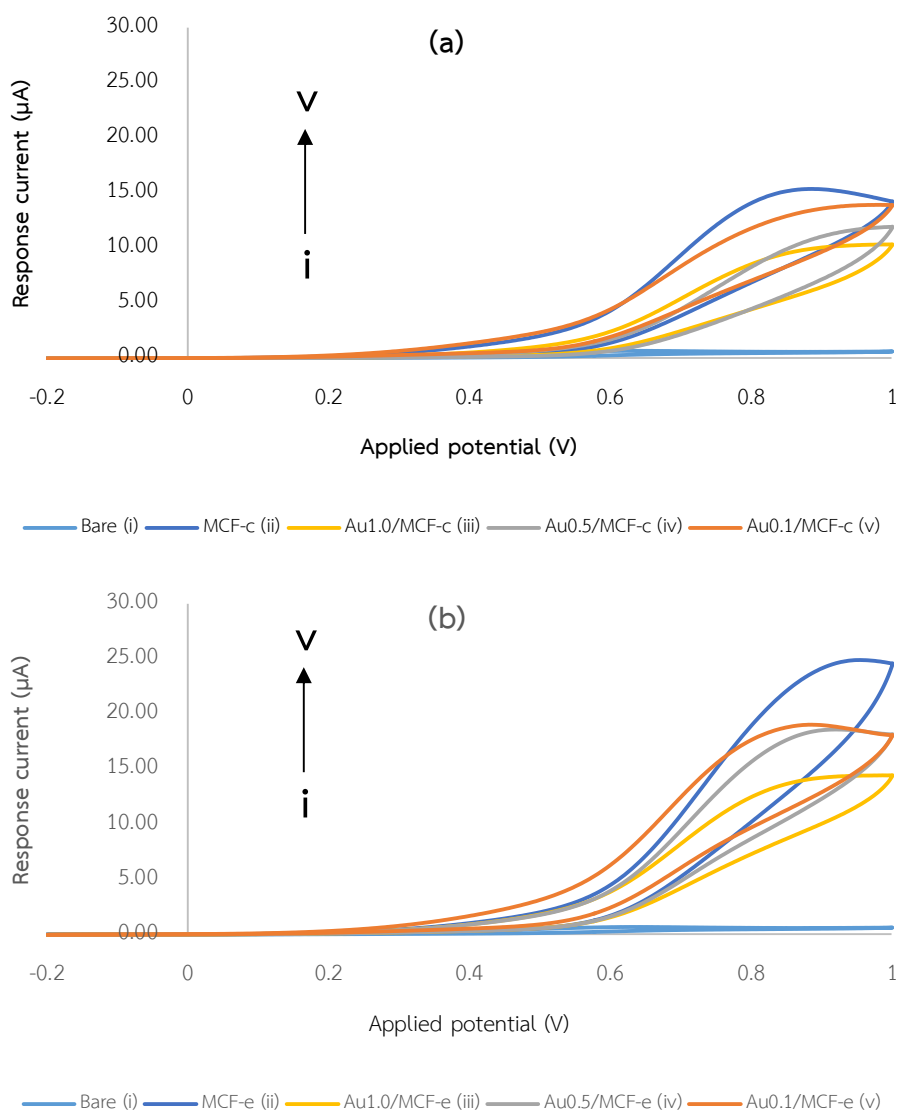 (a)
30.00
25.00
20.00
15.00
10.00
5.00
0.00
Response current (µA)
v
i
-0.2 0 0.2 0.4 0.6 0.8 1
Applied potential (V)
Bare (i) MCF-c (ii) Au1.0/MCF-c (iii) Au0.5/MCF-c (iv) Au0.1/MCF-c (v)
(b)
30.00
25.00
20.00
15.00
10.00
5.00
0.00
Response current (µA)
v
i
-0.2 0 0.2 0.4 0.6 0.8 1
Applied potential (V)
Bare (i) MCF-e (ii) Au1.0/MCF-e (iii) Au0.5/MCF-e (iv) Au0.1/MCF-e (v)